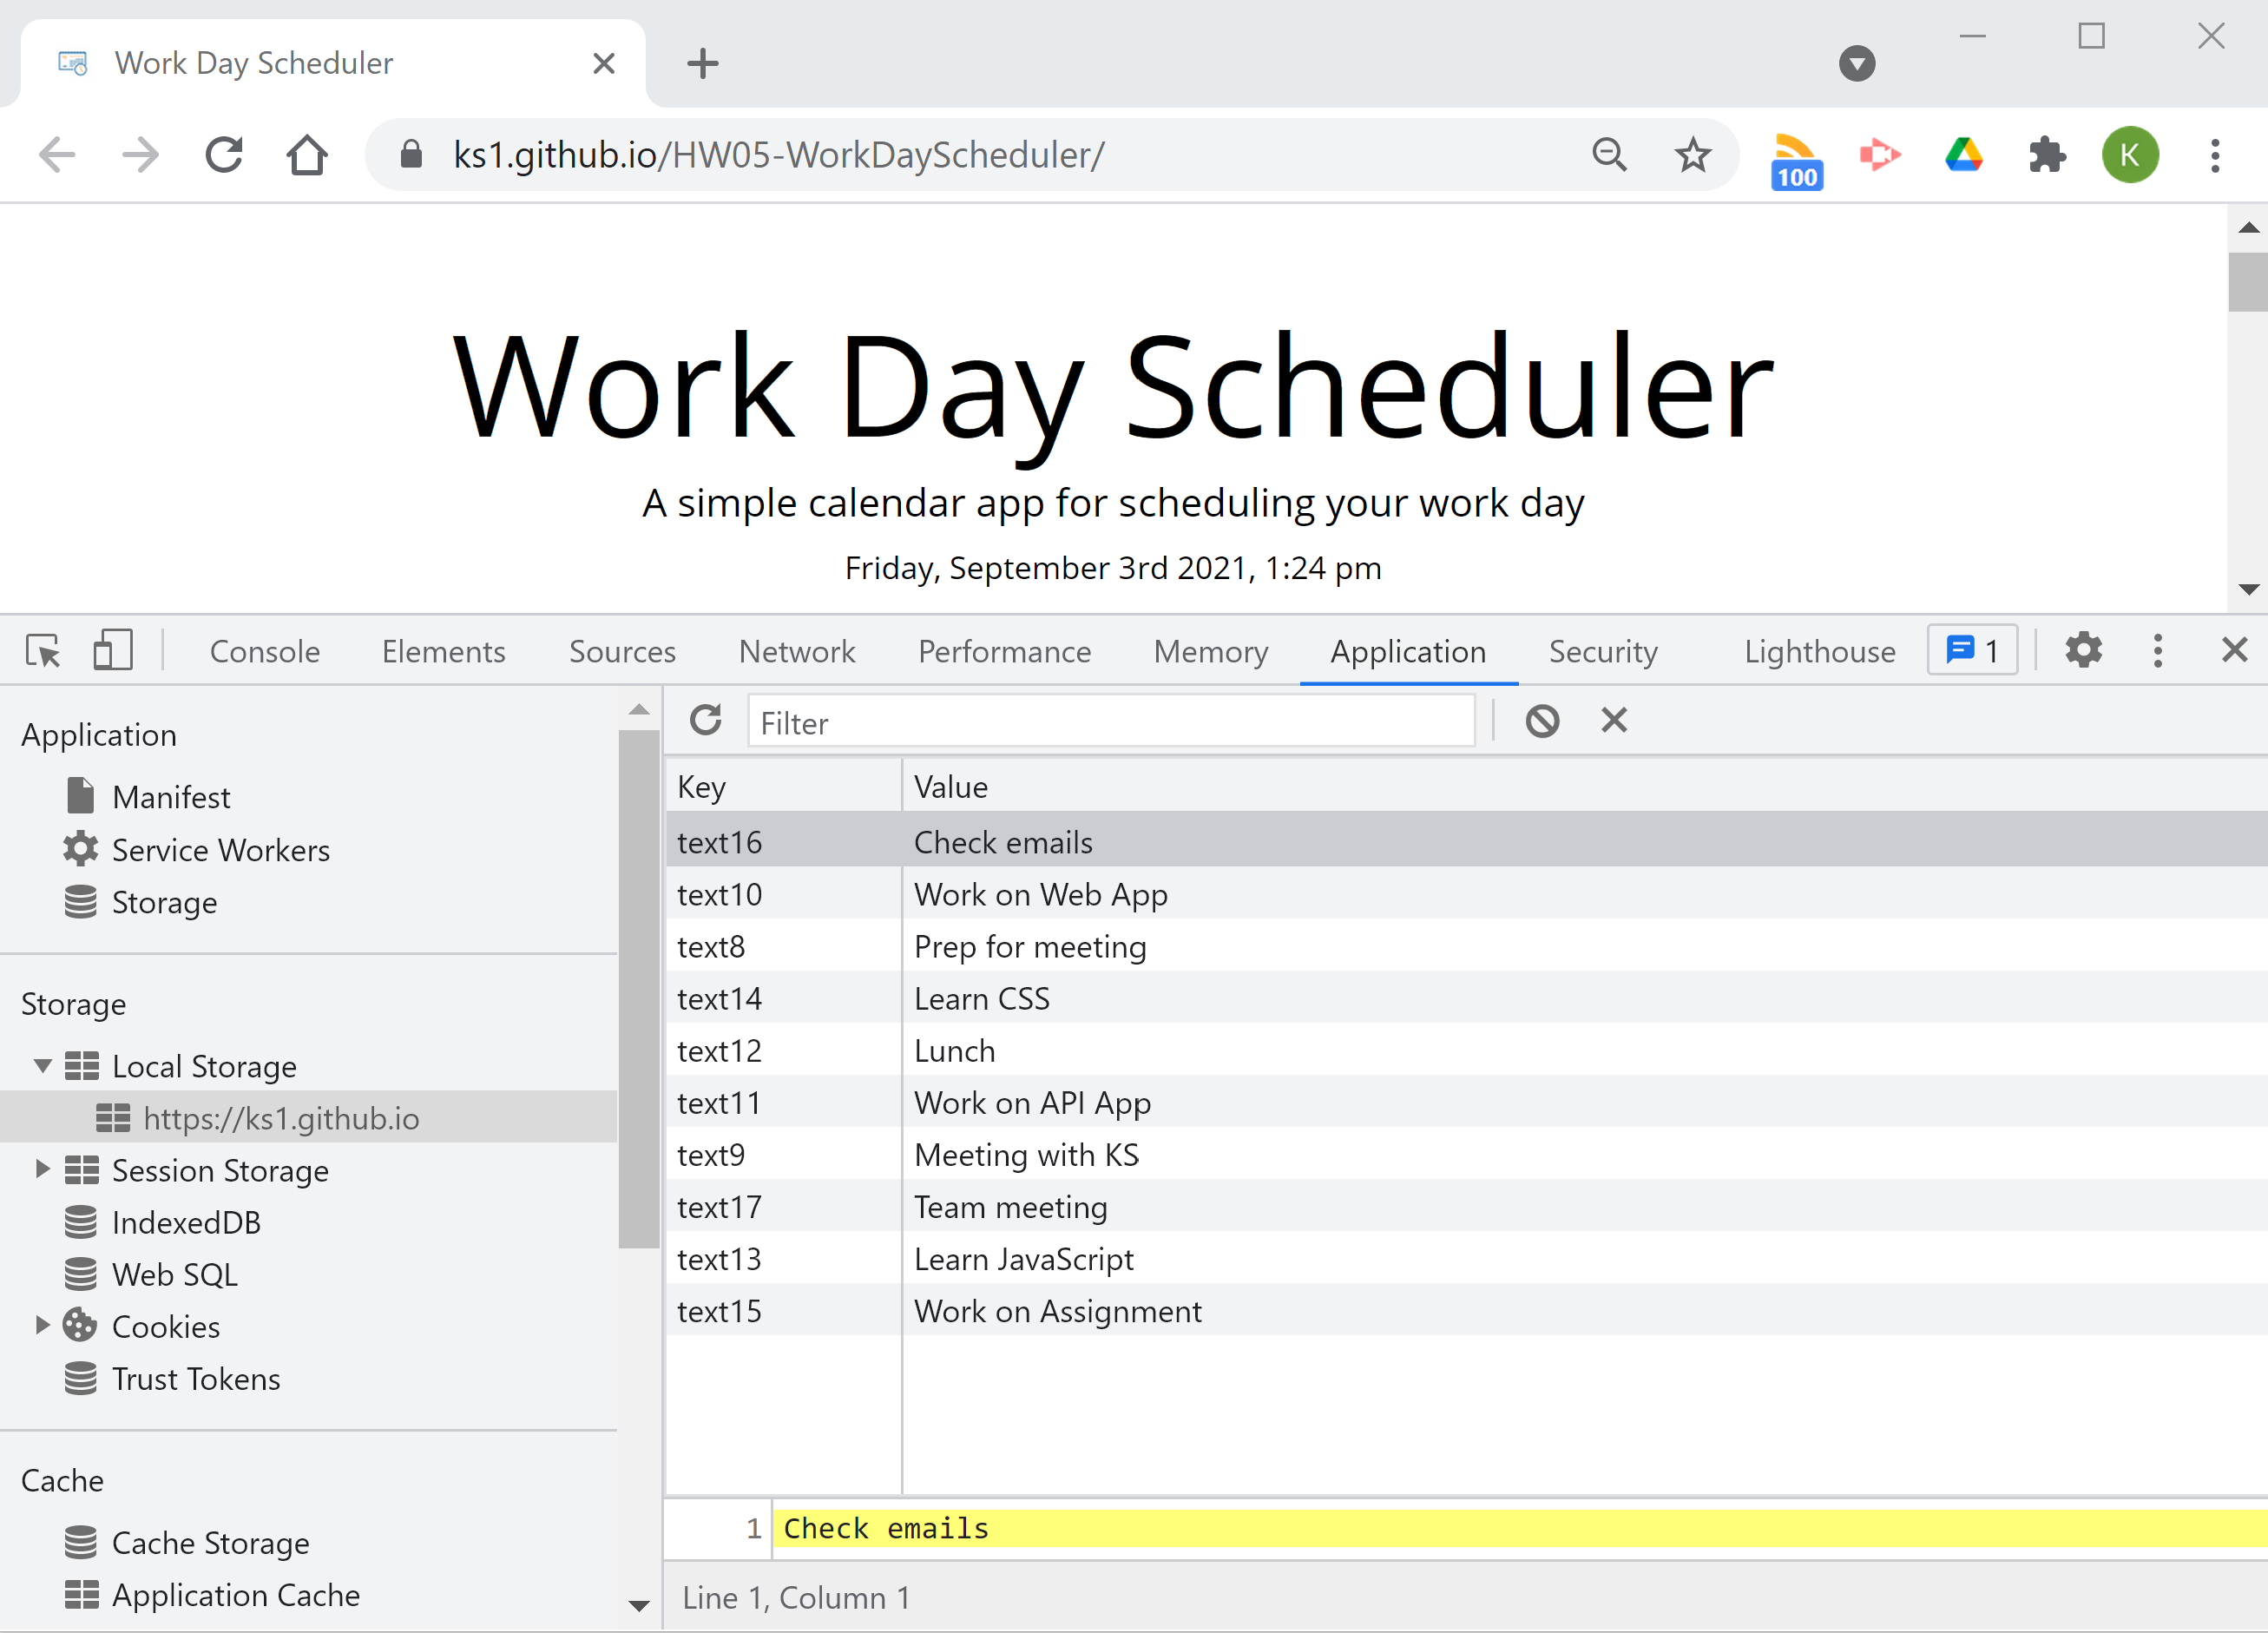 Work Day Scheduler
ks1.github.io/HW05-WorkDayScheduler/
100
K
Work Day Scheduler
A simple calendar app for scheduling your work day
Friday, September 3rd 2021, 1:24 pm
Console Elements Sources Network Performance Memory Application Security Lighthouse 1
Application
Manifest
Service Workers
Storage
Storage
Local Storage
https://ks1.github.io
Session Storage
IndexedDB
Web SQL
Cookies
Trust Tokens
Cache
Cache Storage
Application Cache
Filter
Key Value
text16 Check emails
text10 Work on Web App
text8 Prep for meeting
text14 Learn CSS
text12 Lunch
text11 Work on API App
text9 Meeting with KS
text17 Team meeting
text13 Learn JavaScript
text15 Work on Assignment
1 Check emails
Line 1, Column 1